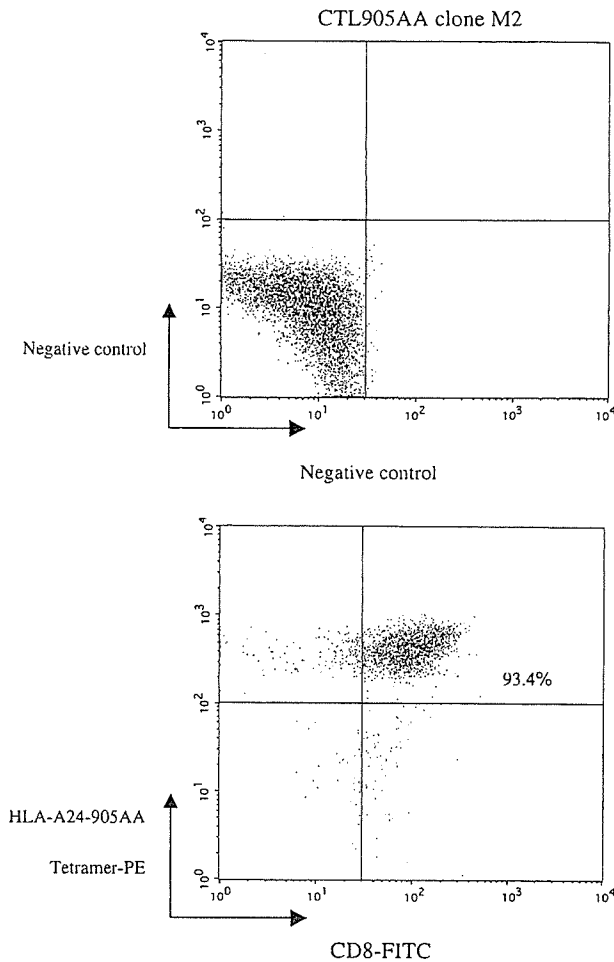 CTL905AA clone M2
10^4
10^3
10^2
10^1
10^0
10^0 10^1 10^2 10^3 10^4
Negative control
Negative control
10^4
10^3
10^2
10^1
10^0
93.4%
10^0 10^1 10^2 10^3 10^4
HLA-A24-905AA
Tetramer-PE
CD8-FITC